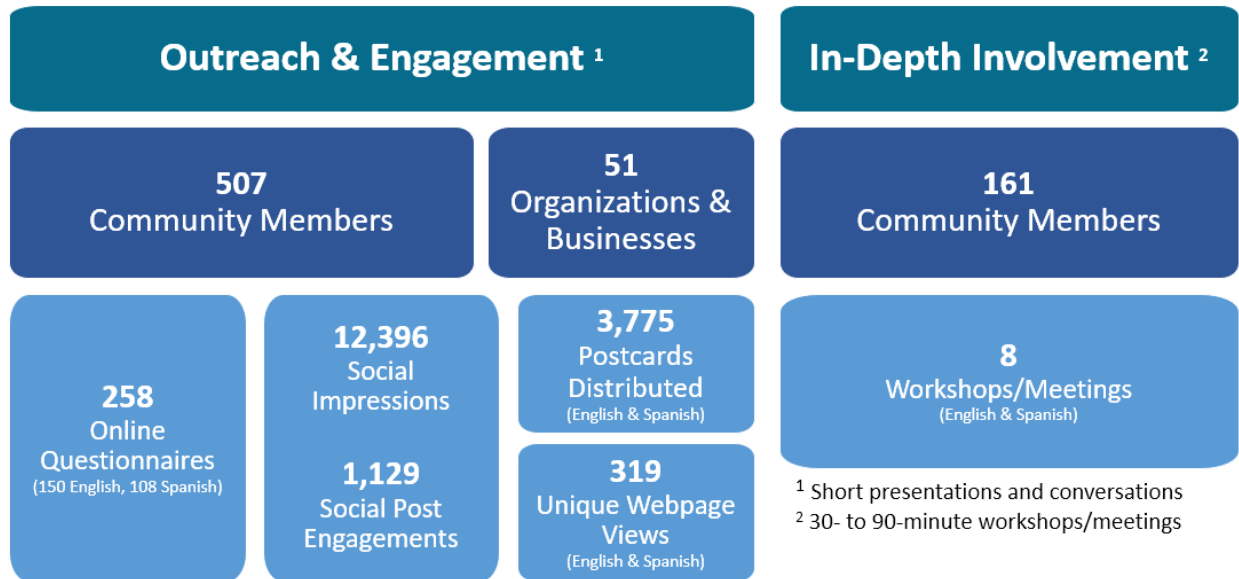 Outreach & Engagement ¹
In-Depth Involvement ²
507
Community Members
51
Organizations &
Businesses
161
Community Members
258
Online
Questionnaires
(150 English, 108 Spanish)
12,396
Social
Impressions
1,129
Social Post
Engagements
3,775
Postcards
Distributed
(English & Spanish)
319
Unique Webpage
Views
(English & Spanish)
8
Workshops/Meetings
(English & Spanish)
¹ Short presentations and conversations
² 30- to 90-minute workshops/meetings